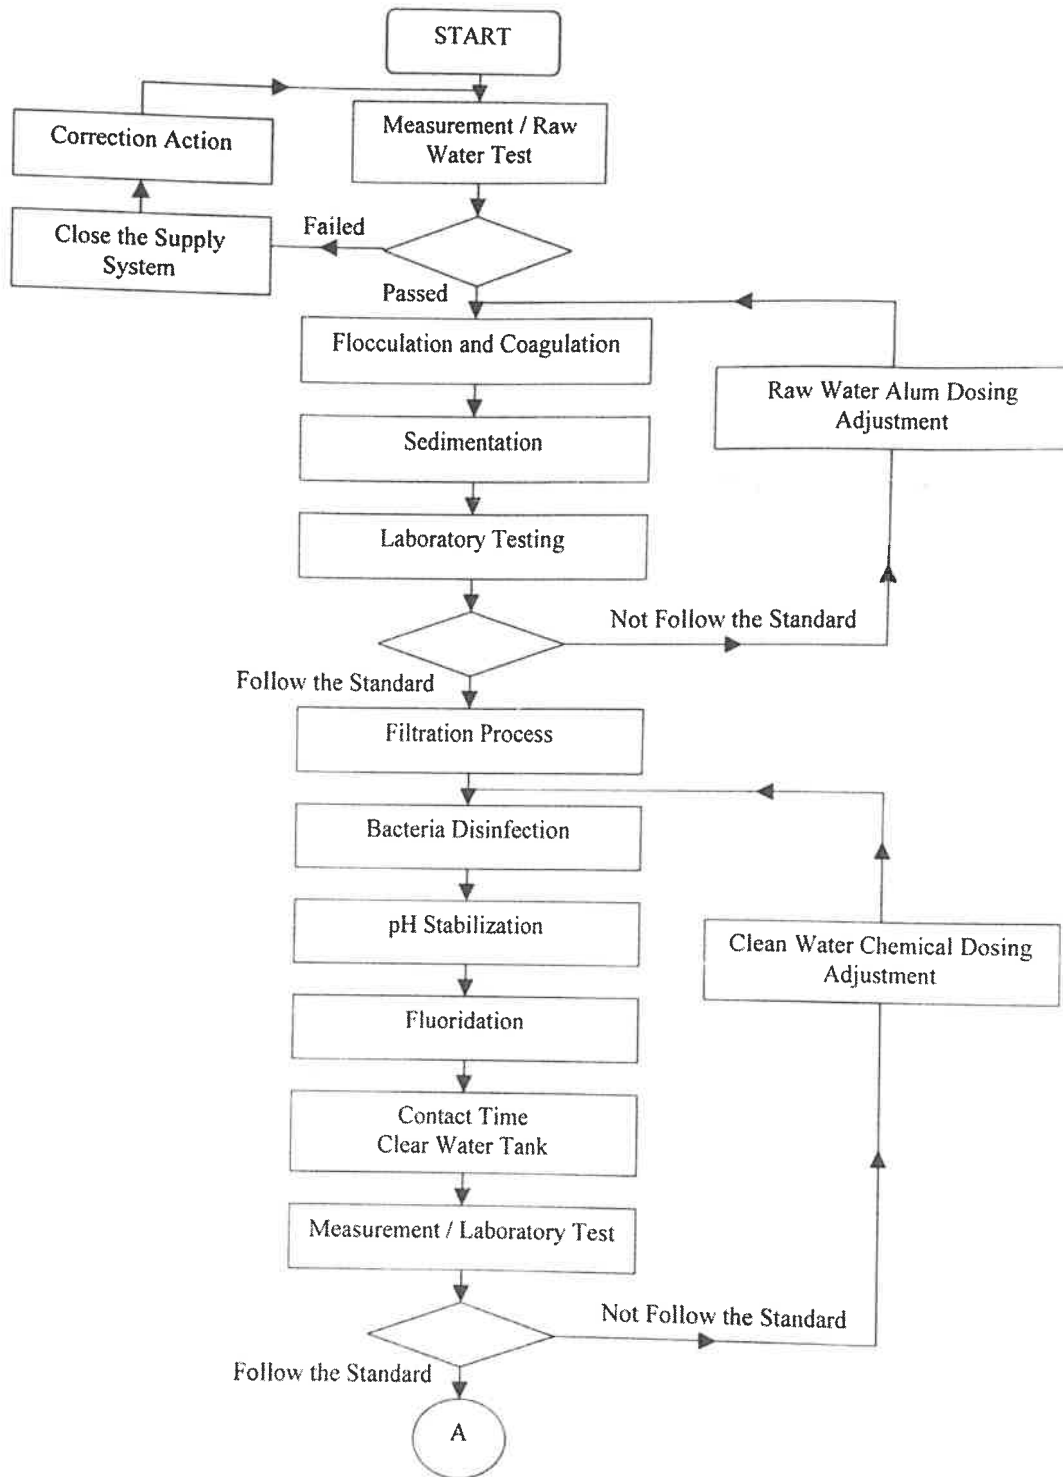 START
Correction Action
Measurement / Raw
Water Test
Close the Supply
System
Failed
Passed
Flocculation and Coagulation
Raw Water Alum Dosing
Adjustment
Sedimentation
Laboratory Testing
Not Follow the Standard
Follow the Standard
Filtration Process
Bacteria Disinfection
pH Stabilization
Clean Water Chemical Dosing
Adjustment
Fluoridation
Contact Time
Clear Water Tank
Measurement / Laboratory Test
Not Follow the Standard
Follow the Standard
A